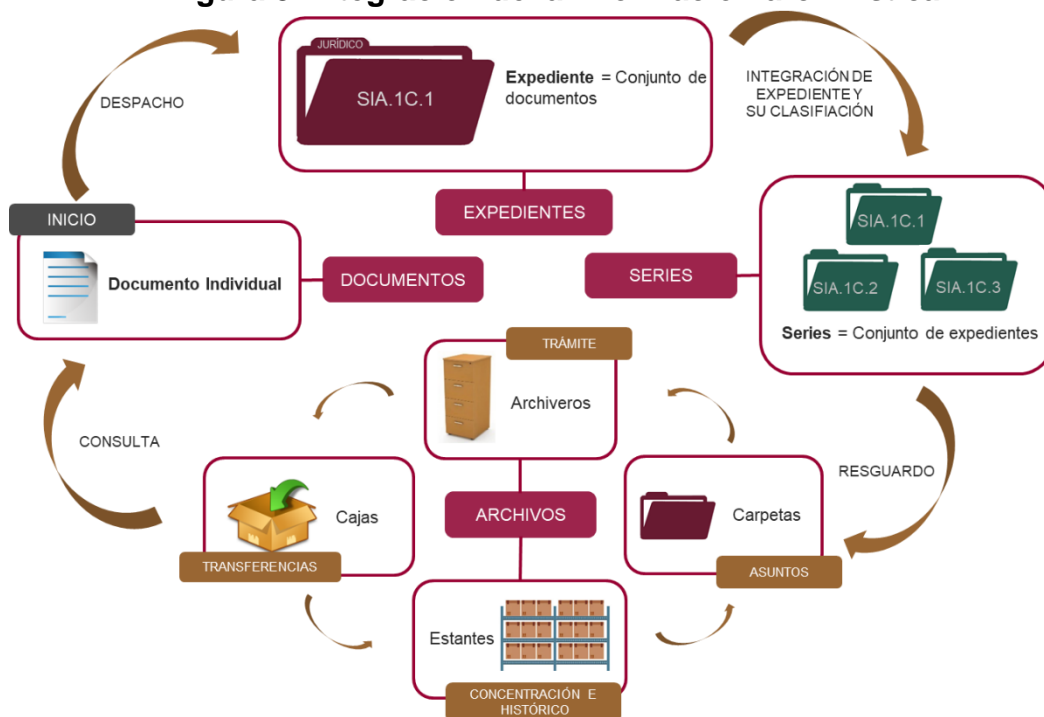 JURÍDICO
SIA.1C.1
Expediente = Conjunto de
documentos
DESPACHO
INTEGRACIÓN DE
EXPEDIENTE Y
SU CLASIFIACIÓN
EXPEDIENTES
INICIO
Documento Individual
DOCUMENTOS
SERIES
SIA.1C.1
SIA.1C.2
SIA.1C.3
Series = Conjunto de expedientes
TRÁMITE
Archiveros
CONSULTA
RESGUARDO
Cajas
TRANSFERENCIAS
ARCHIVOS
Carpetas
ASUNTOS
Estantes
CONCENTRACIÓN E
HISTÓRICO